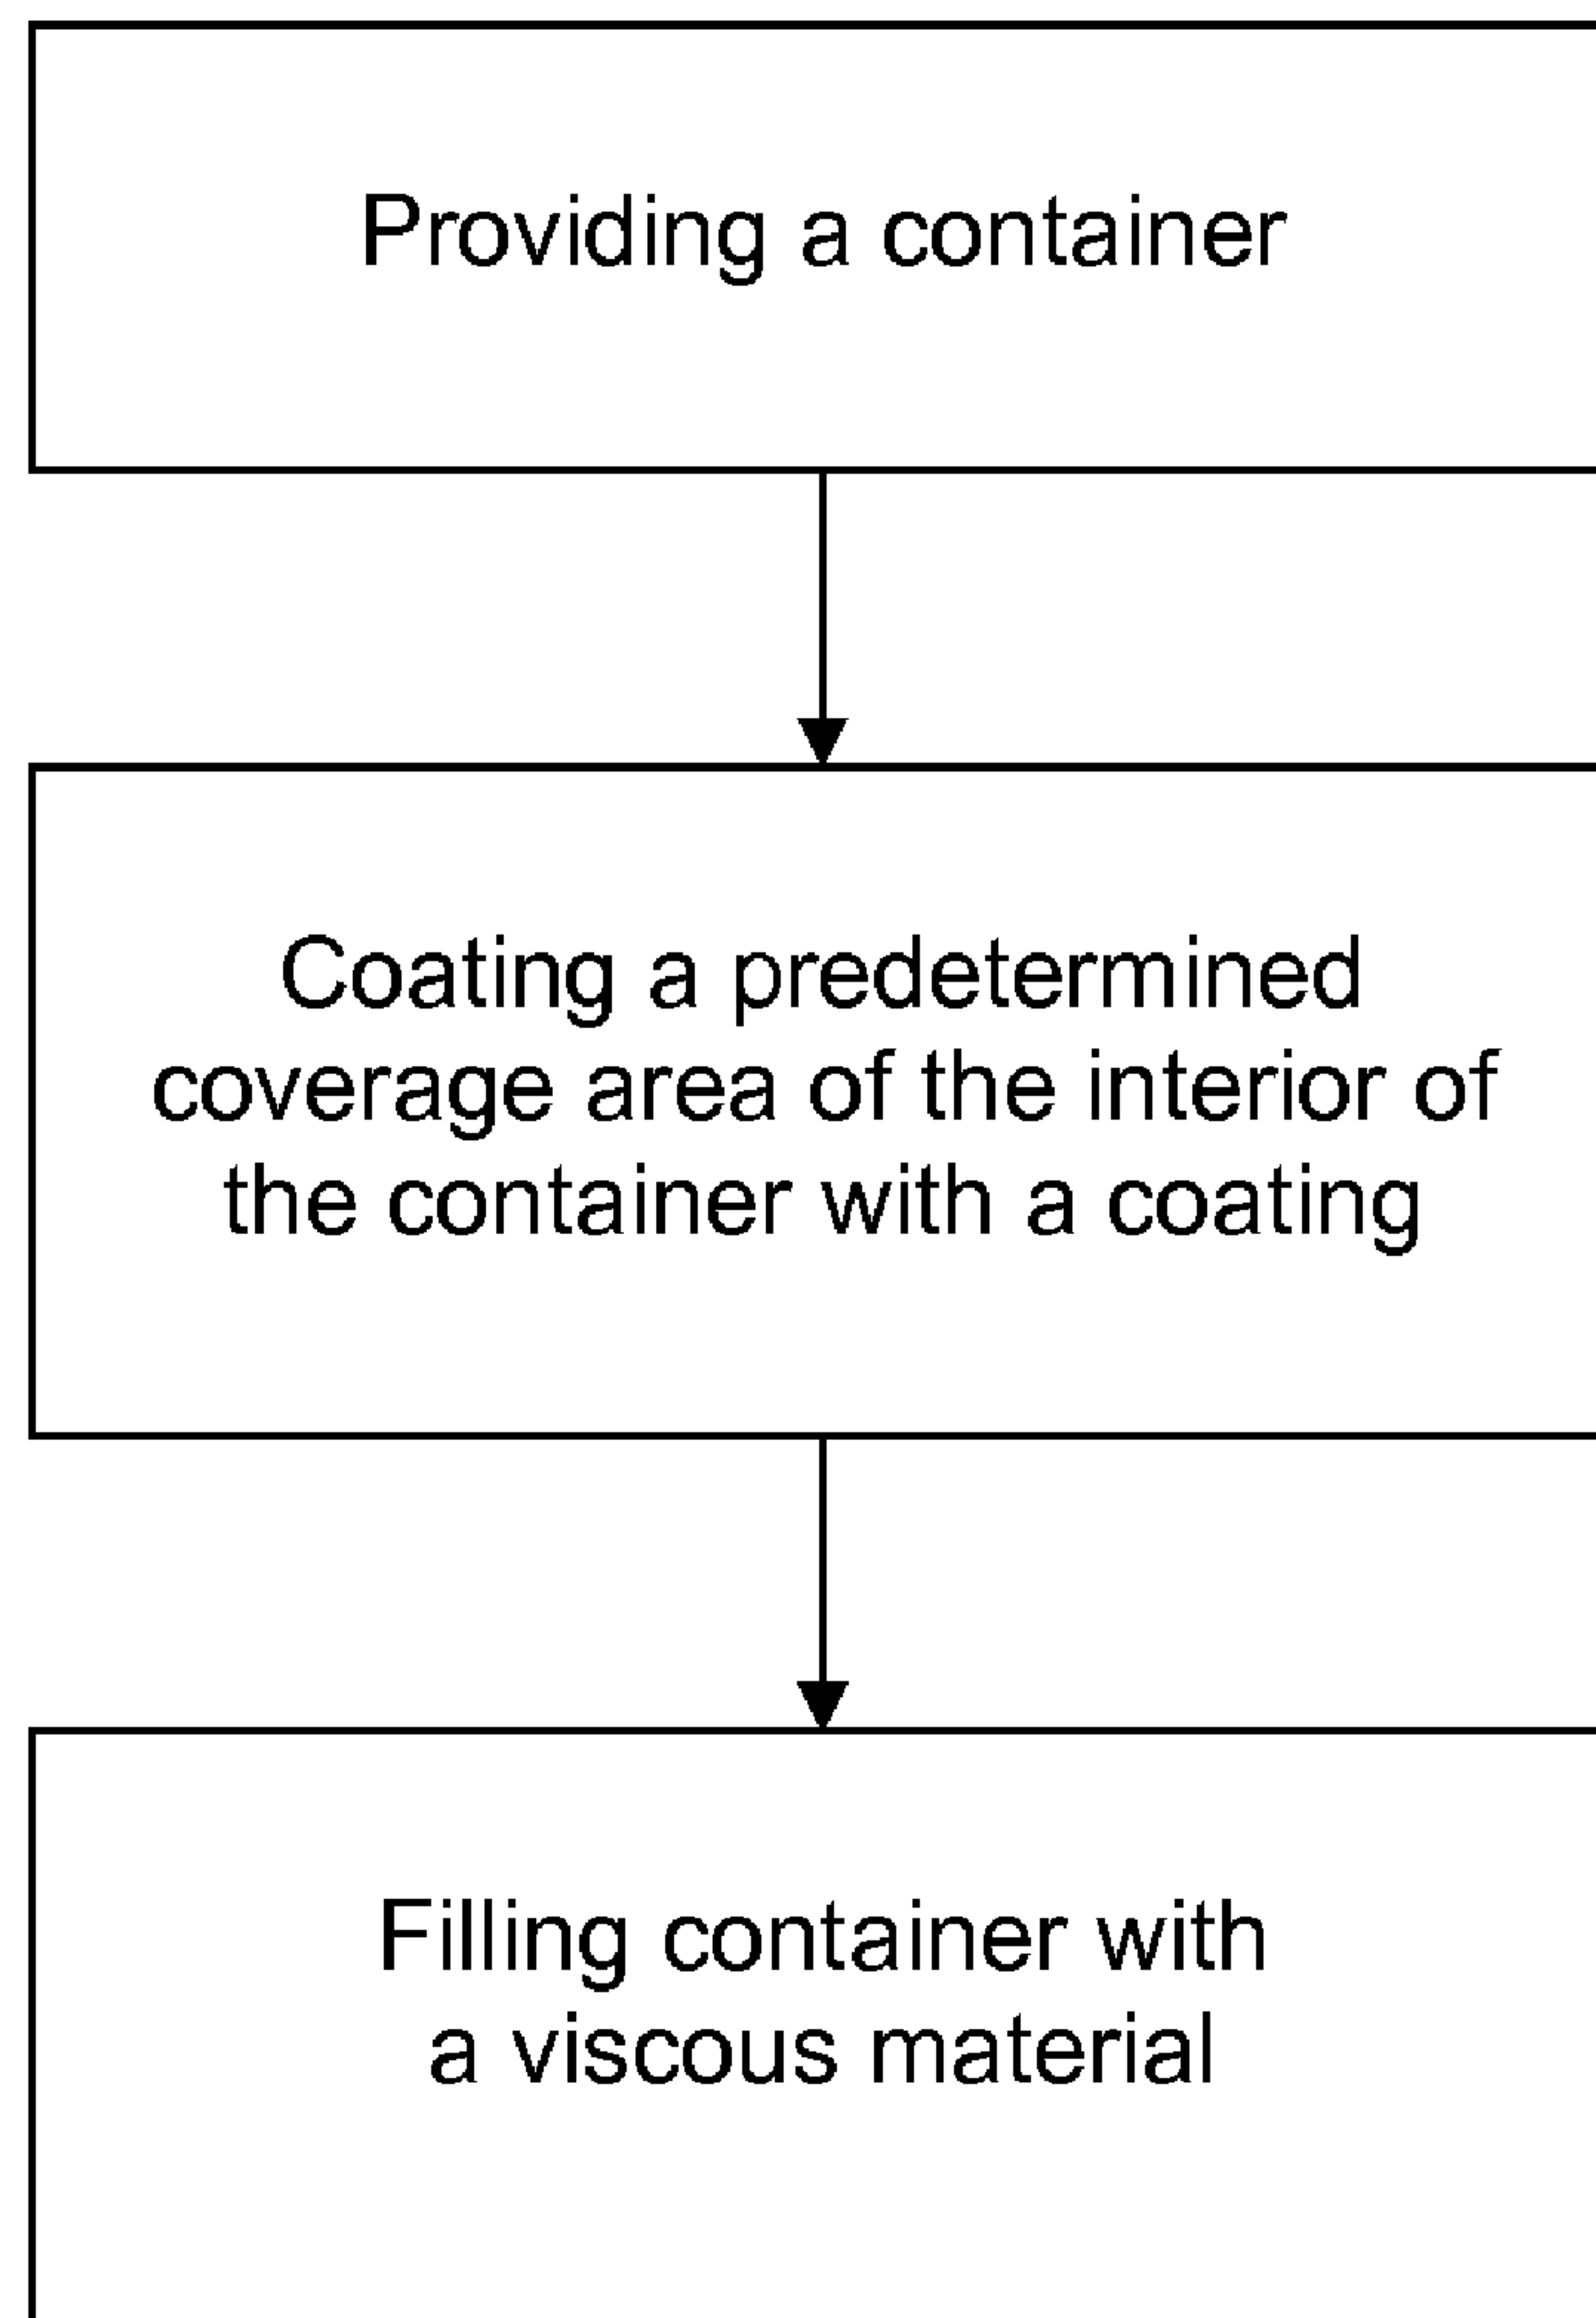 Providing a container
Coating a predetermined
coverage area of the interior of
the container with a coating
Filling container with
a viscous material